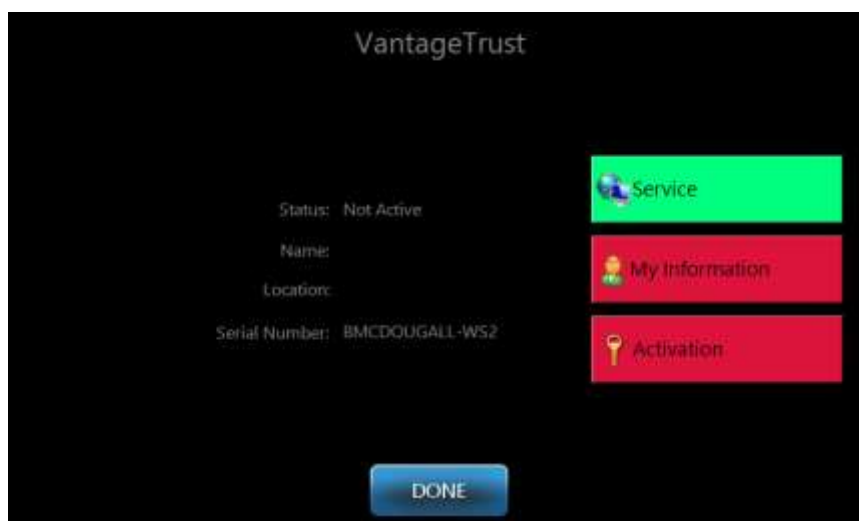 VantageTrust
Service
Status: Not Active
Name:
My Information
Location:
Serial Number: BMCDOUGALL-WS2
Activation
DONE